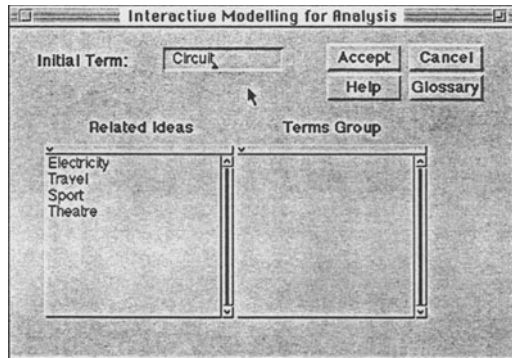 Interactive Modelling for Analysis
Initial Term:
Circuit
Accept
Cancel
Help
Glossary
Related Ideas
Terms Group
Electricity
Travel
Sport
Theatre